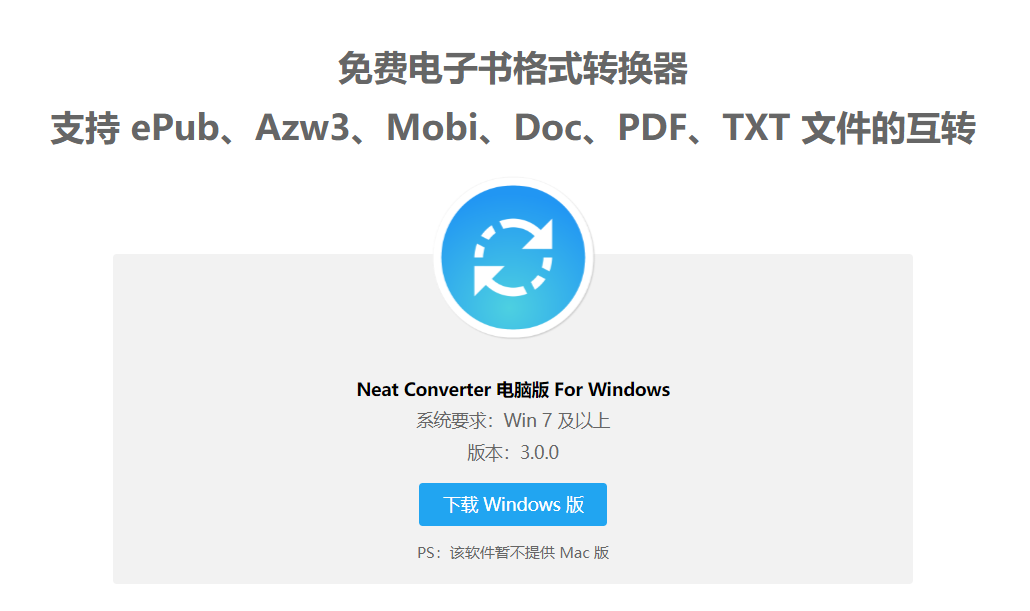 免费电子书格式转换器
支持 ePub、Azw3、Mobi、Doc、PDF、TXT 文件的互转
Neat Converter 电脑版 For Windows
系统要求：Win 7 及以上
版本：3.0.0
下载 Windows 版
PS：该软件暂不提供 Mac 版